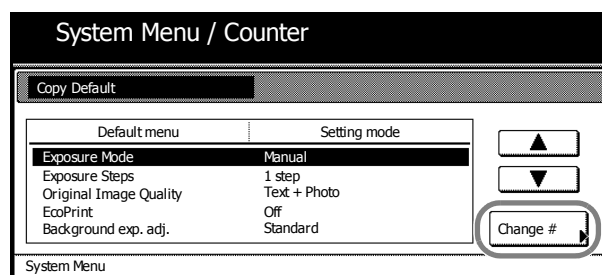 System Menu / Counter
Copy Default
Default menu Setting mode
Exposure Mode Manual
Exposure Steps 1 step
Original Image Quality Text + Photo
EcoPrint Off
Background exp. adj. Standard
Change #
System Menu